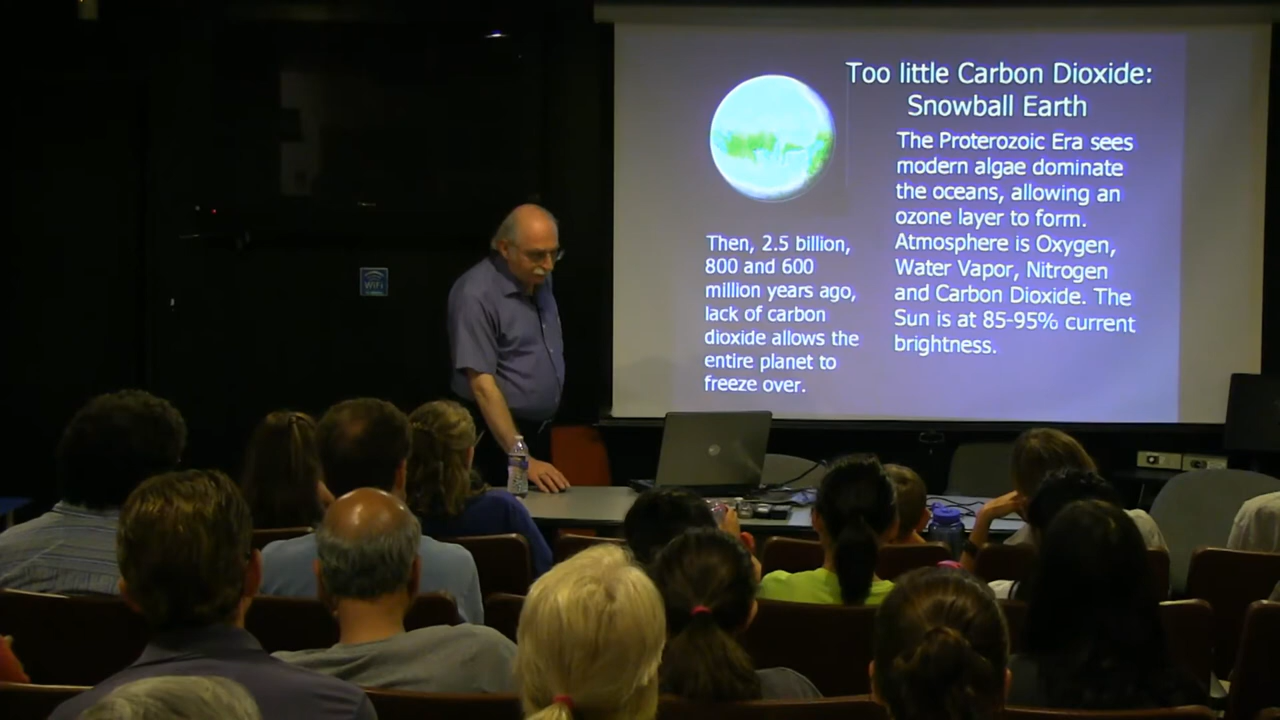 Too little Carbon Dioxide:
Snowball Earth
The Proterozoic Era sees
modern algae dominate
the oceans, allowing an
ozone layer to form.
Atmosphere is Oxygen,
Water Vapor, Nitrogen
and Carbon Dioxide. The
Sun is at 85-95% current
brightness.
Then, 2.5 billion,
800 and 600
million years ago,
lack of carbon
dioxide allows the
entire planet to
freeze over.
WiFi